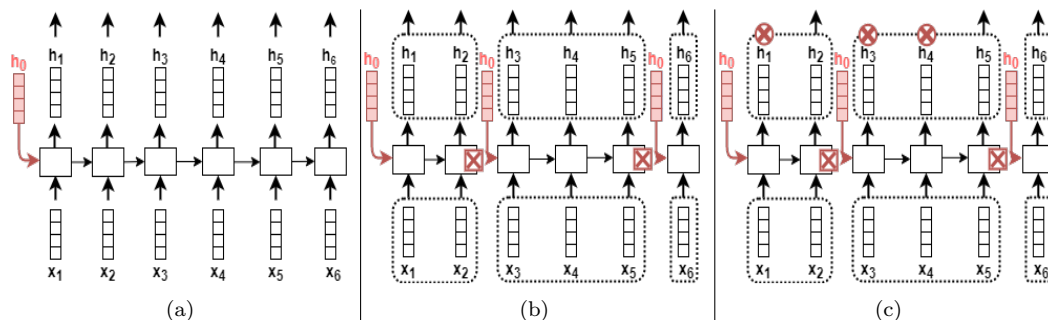 h1 h2 h3 h4 h5 h6
h0
x1 x2 x3 x4 x5 x6
(a)
h1 h2 h3 h4 h5 h6
h0 h0 h0
x1 x2 x3 x4 x5 x6
(b)
h1 h2 h3 h4 h5 h6
h0 h0 h0
x1 x2 x3 x4 x5 x6
(c)